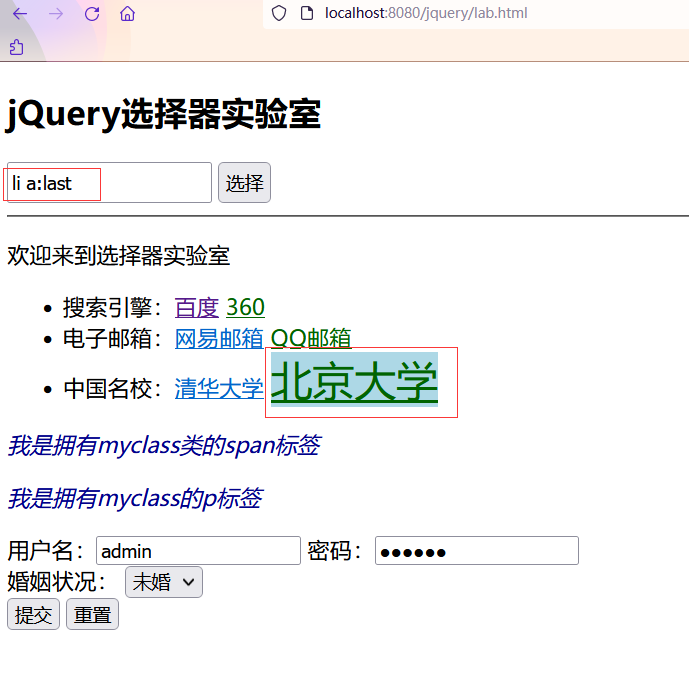 localhost:8080/jquery/lab.html
jQuery选择器实验室
li a:last 选择
欢迎来到选择器实验室
搜索引擎：百度 360
电子邮箱：网易邮箱 QQ邮箱
中国名校：清华大学 北京大学
我是拥有myclass类的span标签
我是拥有myclass的p标签
用户名：admin 密码：●●●●●●
婚姻状况： 未婚
提交 重置